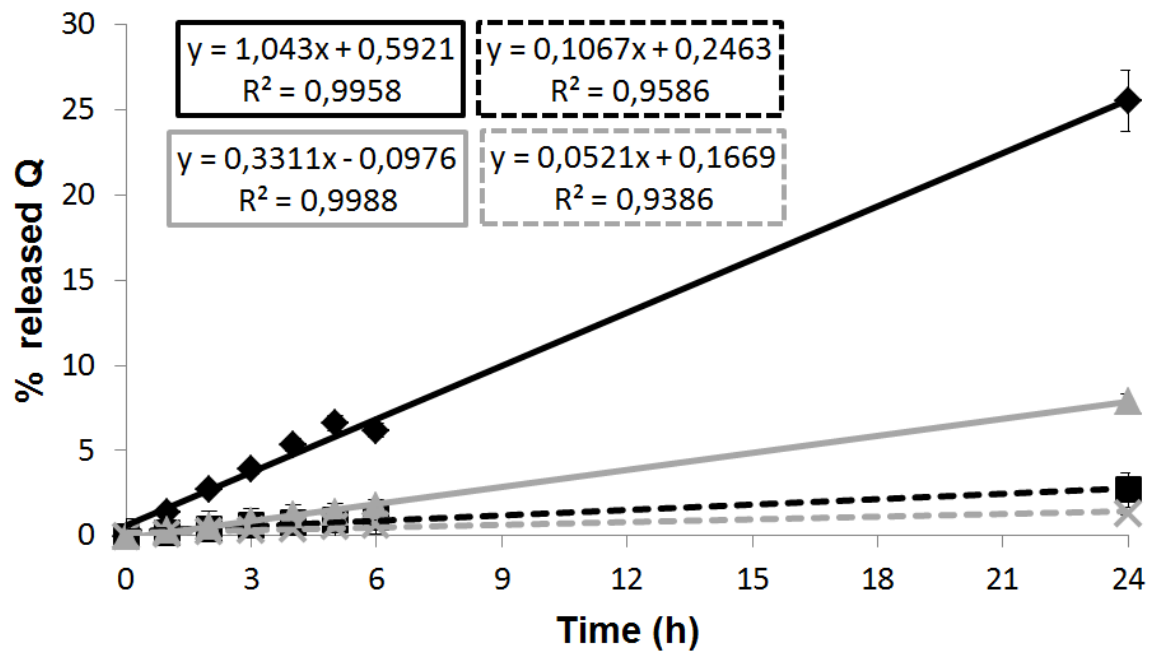 30
25
20
15
10
5
0
% released Q
y = 1,043x + 0,5921
R² = 0,9958
y = 0,1067x + 0,2463
R² = 0,9586
y = 0,3311x - 0,0976
R² = 0,9988
y = 0,0521x + 0,1669
R² = 0,9386
0 3 6 9 12 15 18 21 24
Time (h)